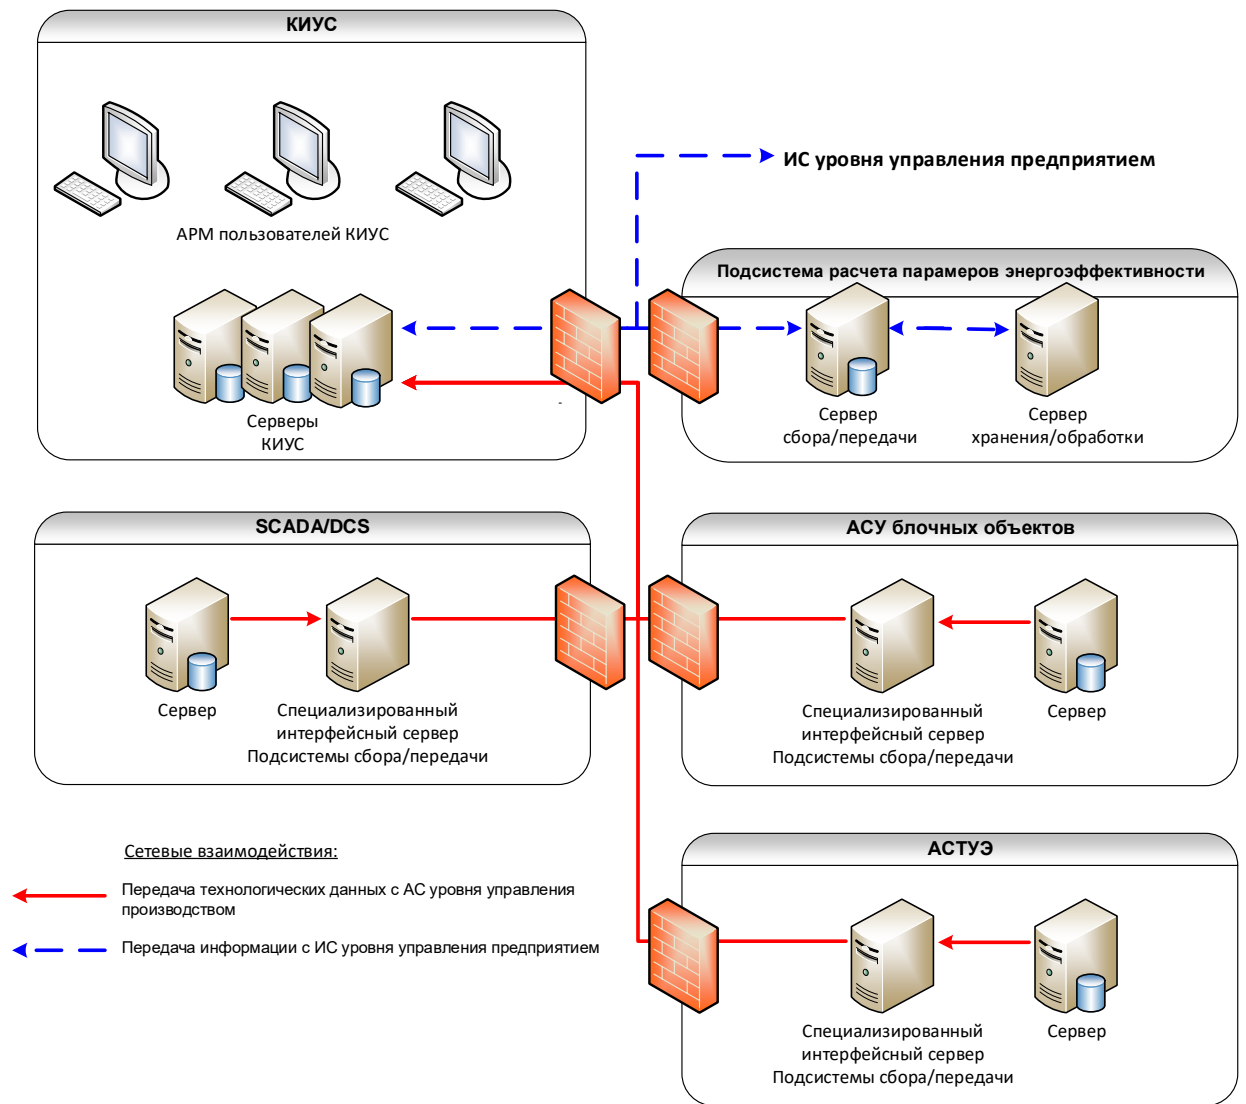 КИУС
АРМ пользователей КИУС
Серверы
КИУС
ИС уровня управления предприятием
Подсистема расчета парамеров энергоэффективности
Сервер
сбора/передачи
Сервер
хранения/обработки
SCADA/DCS
Сервер
Специализированный
интерфейсный сервер
Подсистемы сбора/передачи
АСУ блочных объектов
Специализированный
интерфейсный сервер
Подсистемы сбора/передачи
Сервер
АСТУЭ
Специализированный
интерфейсный сервер
Подсистемы сбора/передачи
Сервер
Сетевые взаимодействия:
Передача технологических данных с АС уровня управления
производством
Передача информации с ИС уровня управления предприятием